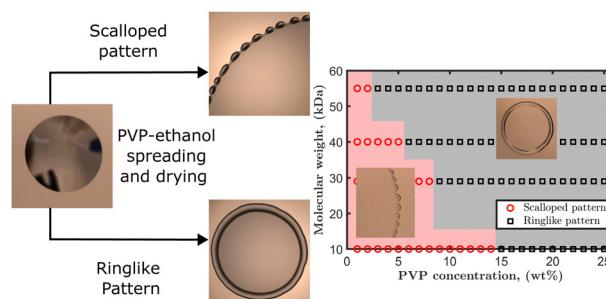 Scalloped
pattern
PVP-ethanol
spreading
and drying
Ringlike
Pattern
Molecular weight, (kDa)
60
50
40
30
20
10
0
5
10
15
20
25
PVP concentration, (wt%)
Scalloped pattern
Ringlike pattern